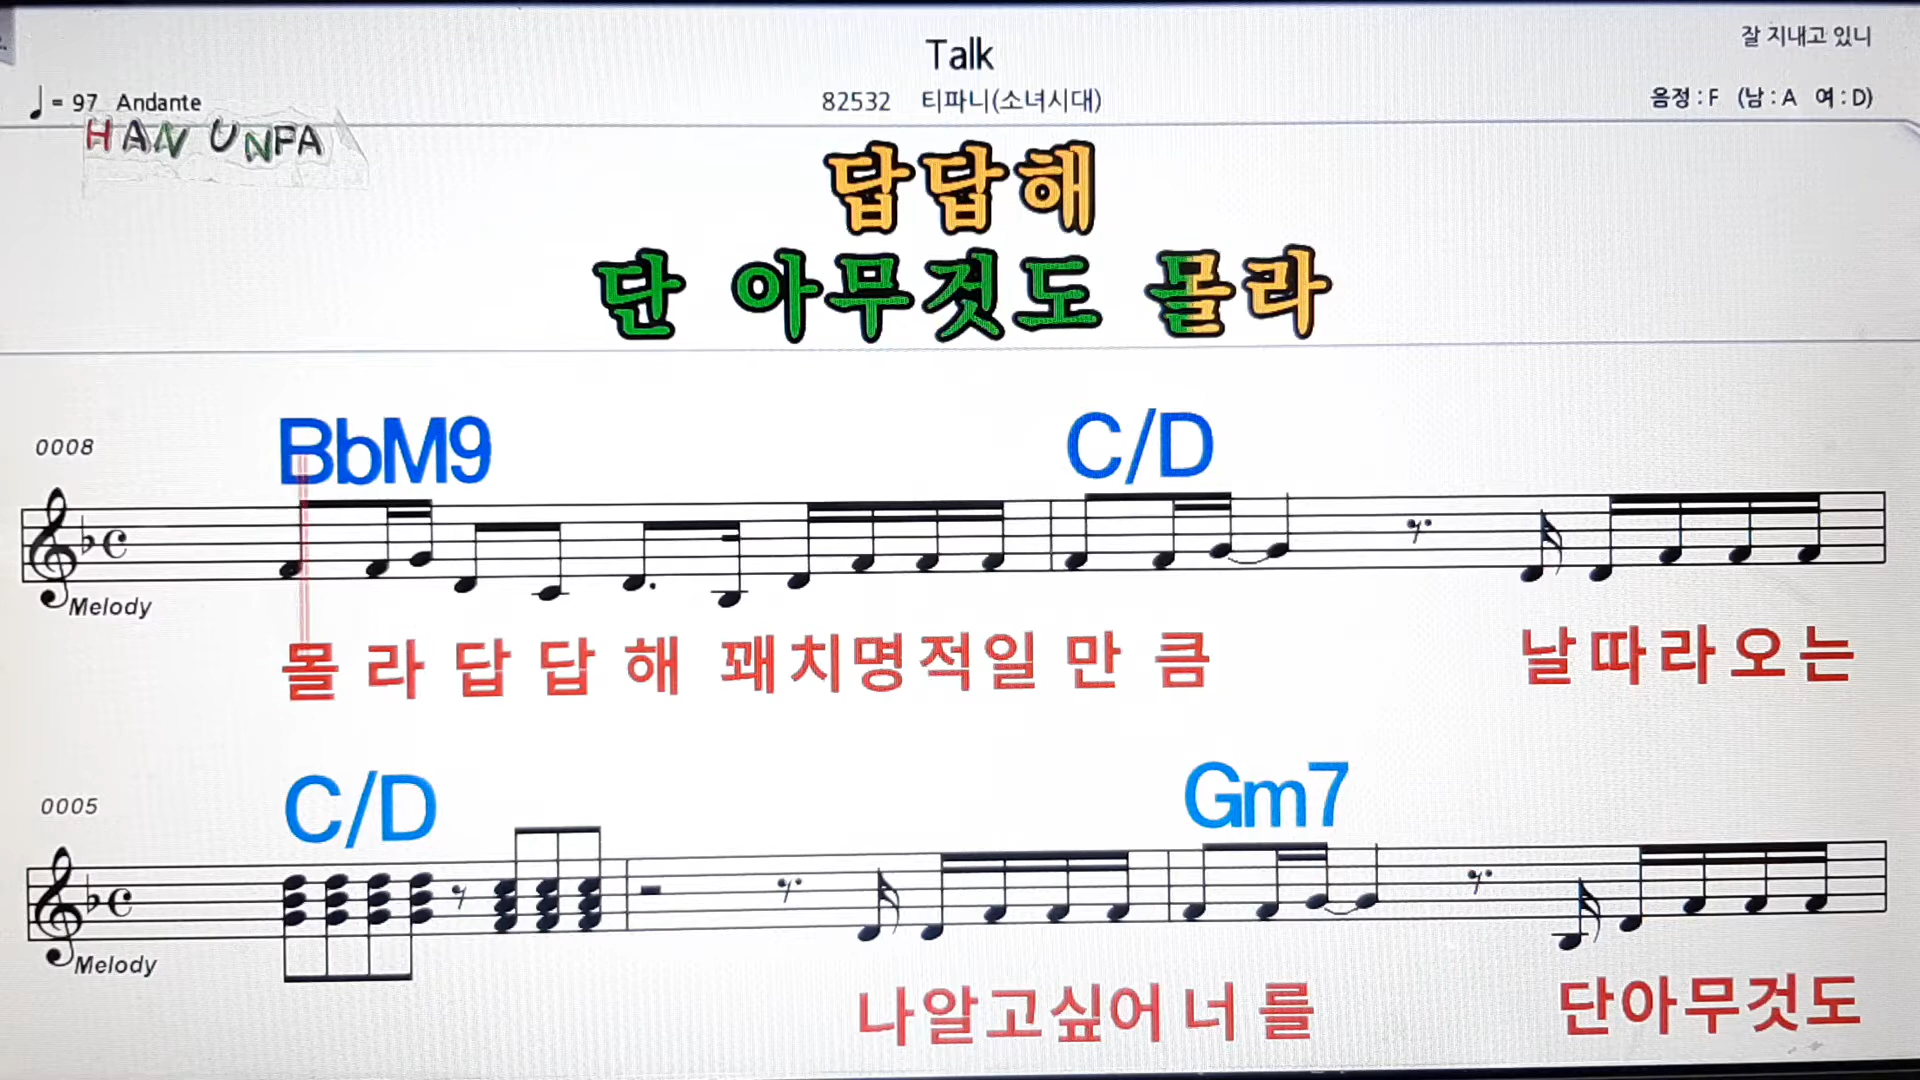 Talk
잘 지내고 있니
♩= 97 Andante
82532 티파니(소녀시대)
음정 : F (남 : A 여 : D)
HAN UNPA
답답해
단 아무것도 몰라
0008
BbM9 C/D
Melody
몰 라 답 답 해 꽤치명적일 만 큼 날따라오는
0005
C/D Gm7
Melody
나알고싶어 너 를 단아무것도